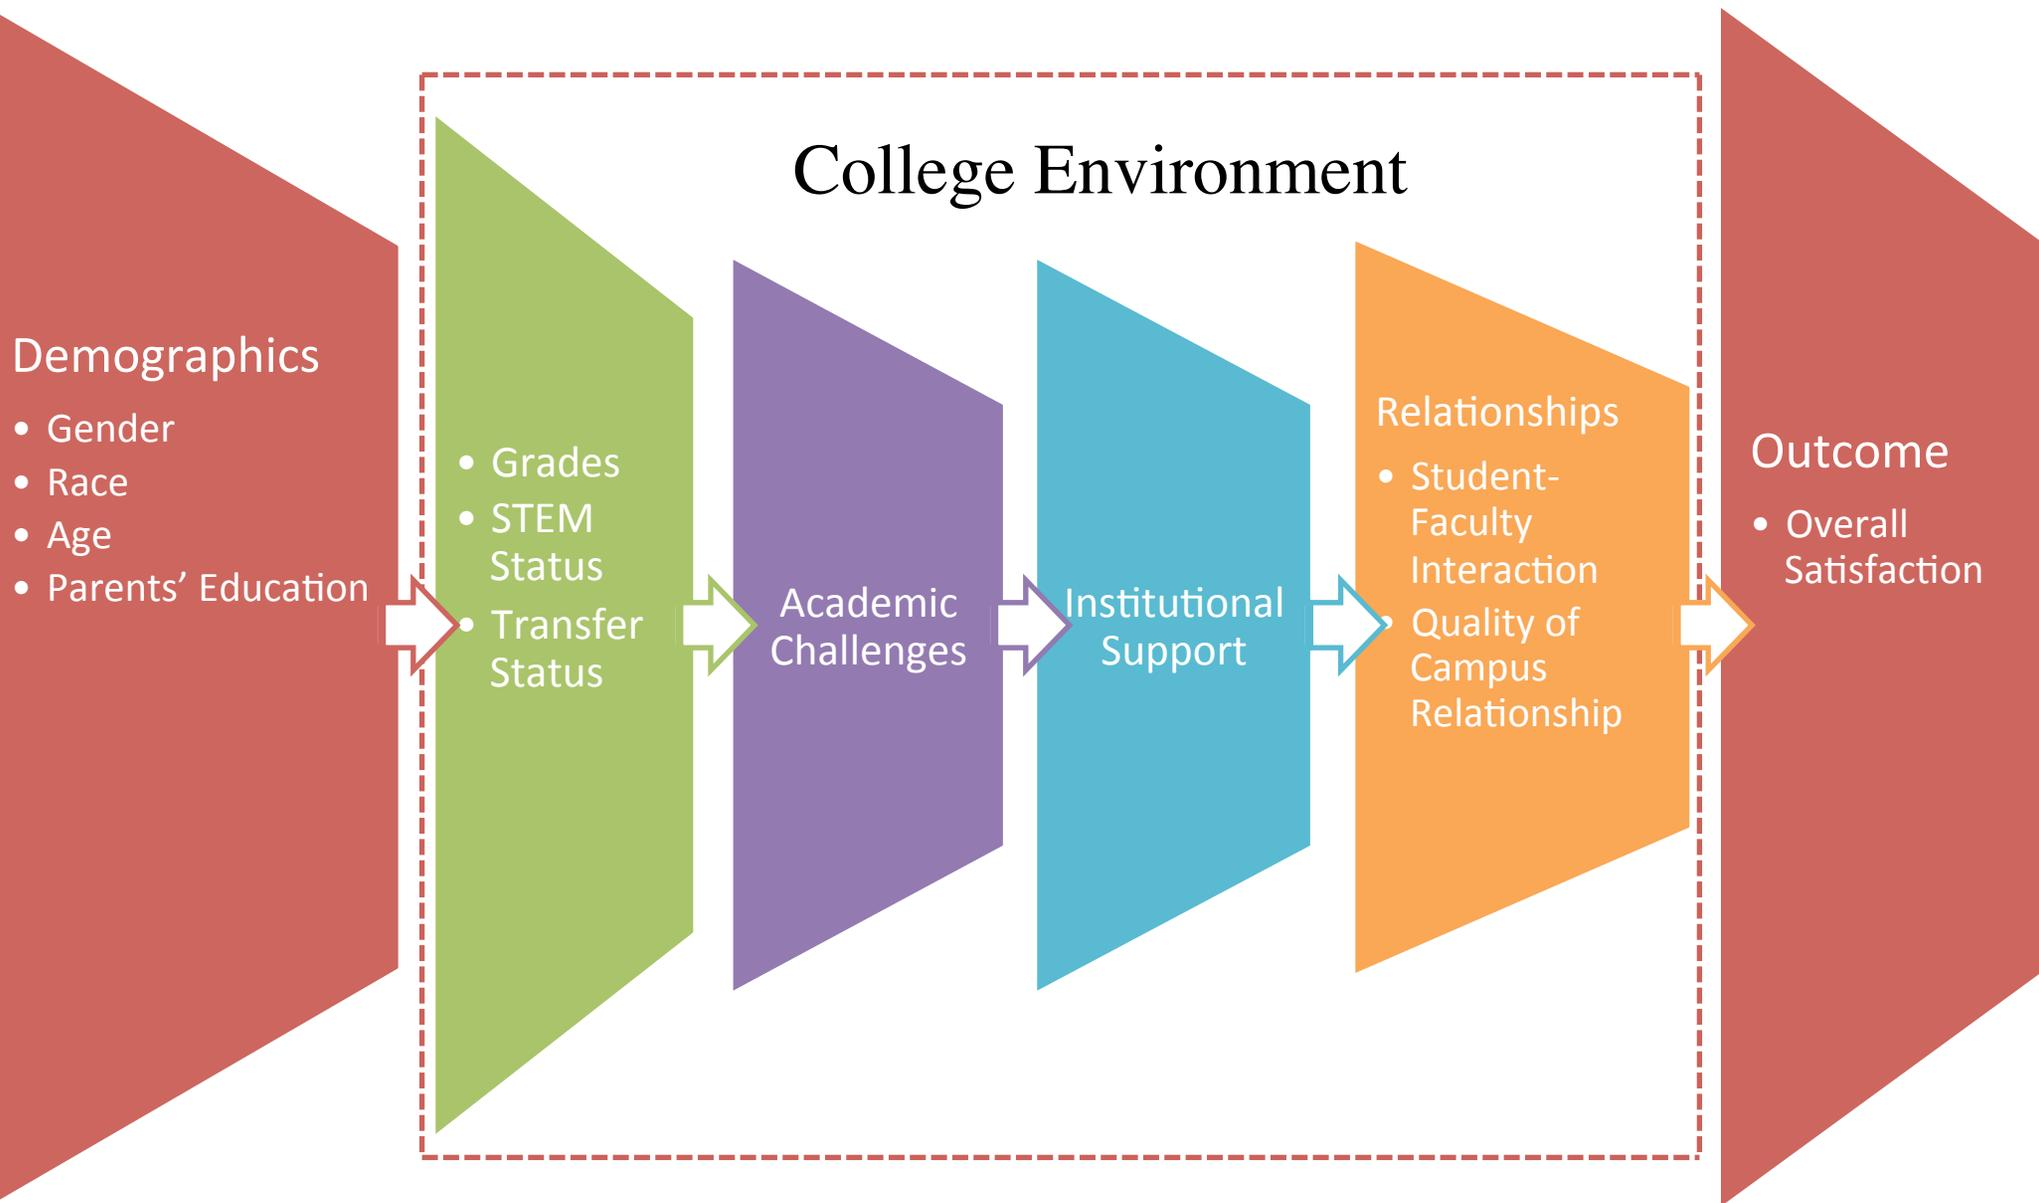 College Environment
Demographics
• Gender
• Race
• Age
• Parents’ Education
• Grades
• STEM
Status
• Transfer
Status
Academic
Challenges
Institutional
Support
Relationships
• Student-
Faculty
Interaction
• Quality of
Campus
Relationship
Outcome
• Overall
Satisfaction